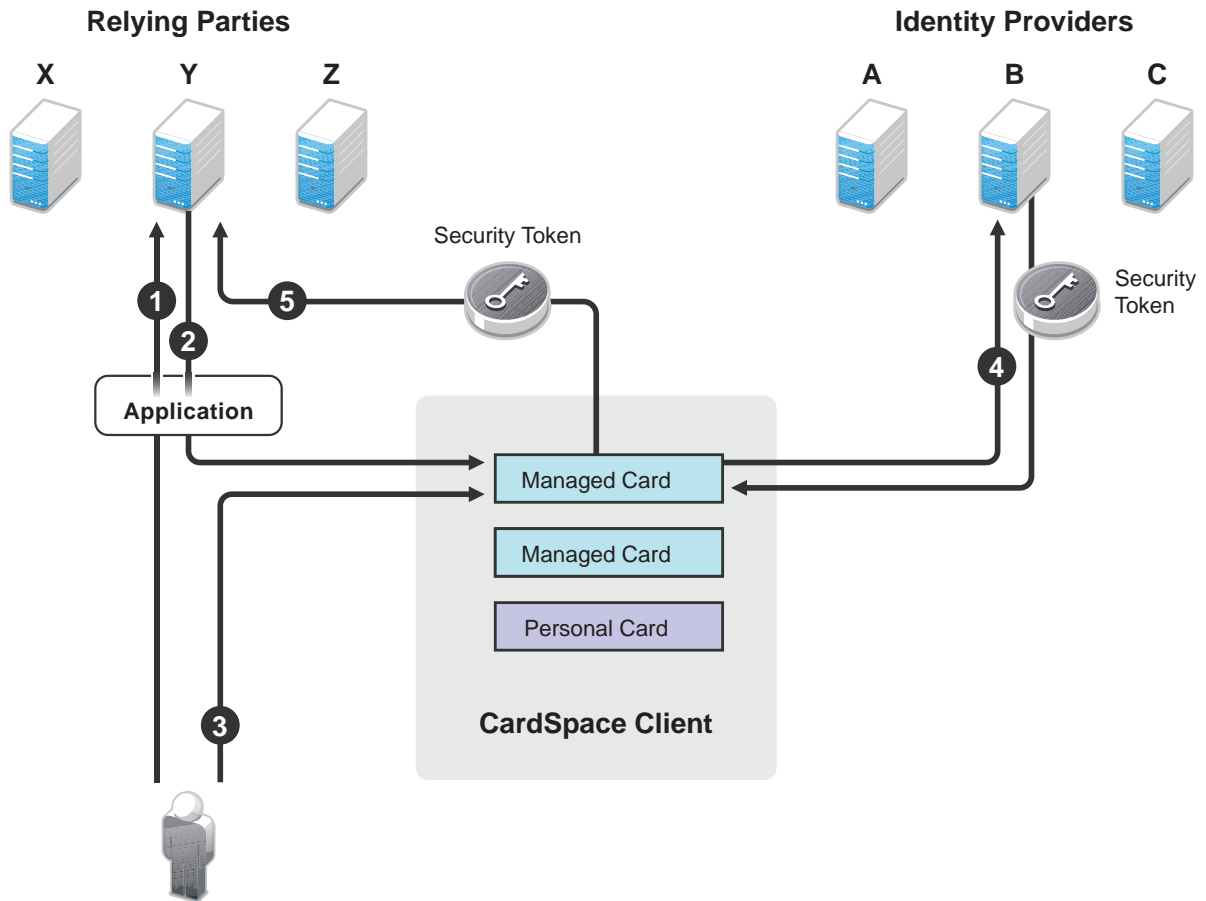 Relying Parties
Identity Providers
X
Y
Z
A
B
C
Security Token
Security
Token
1
5
2
4
Application
Managed Card
Managed Card
Personal Card
3
CardSpace Client